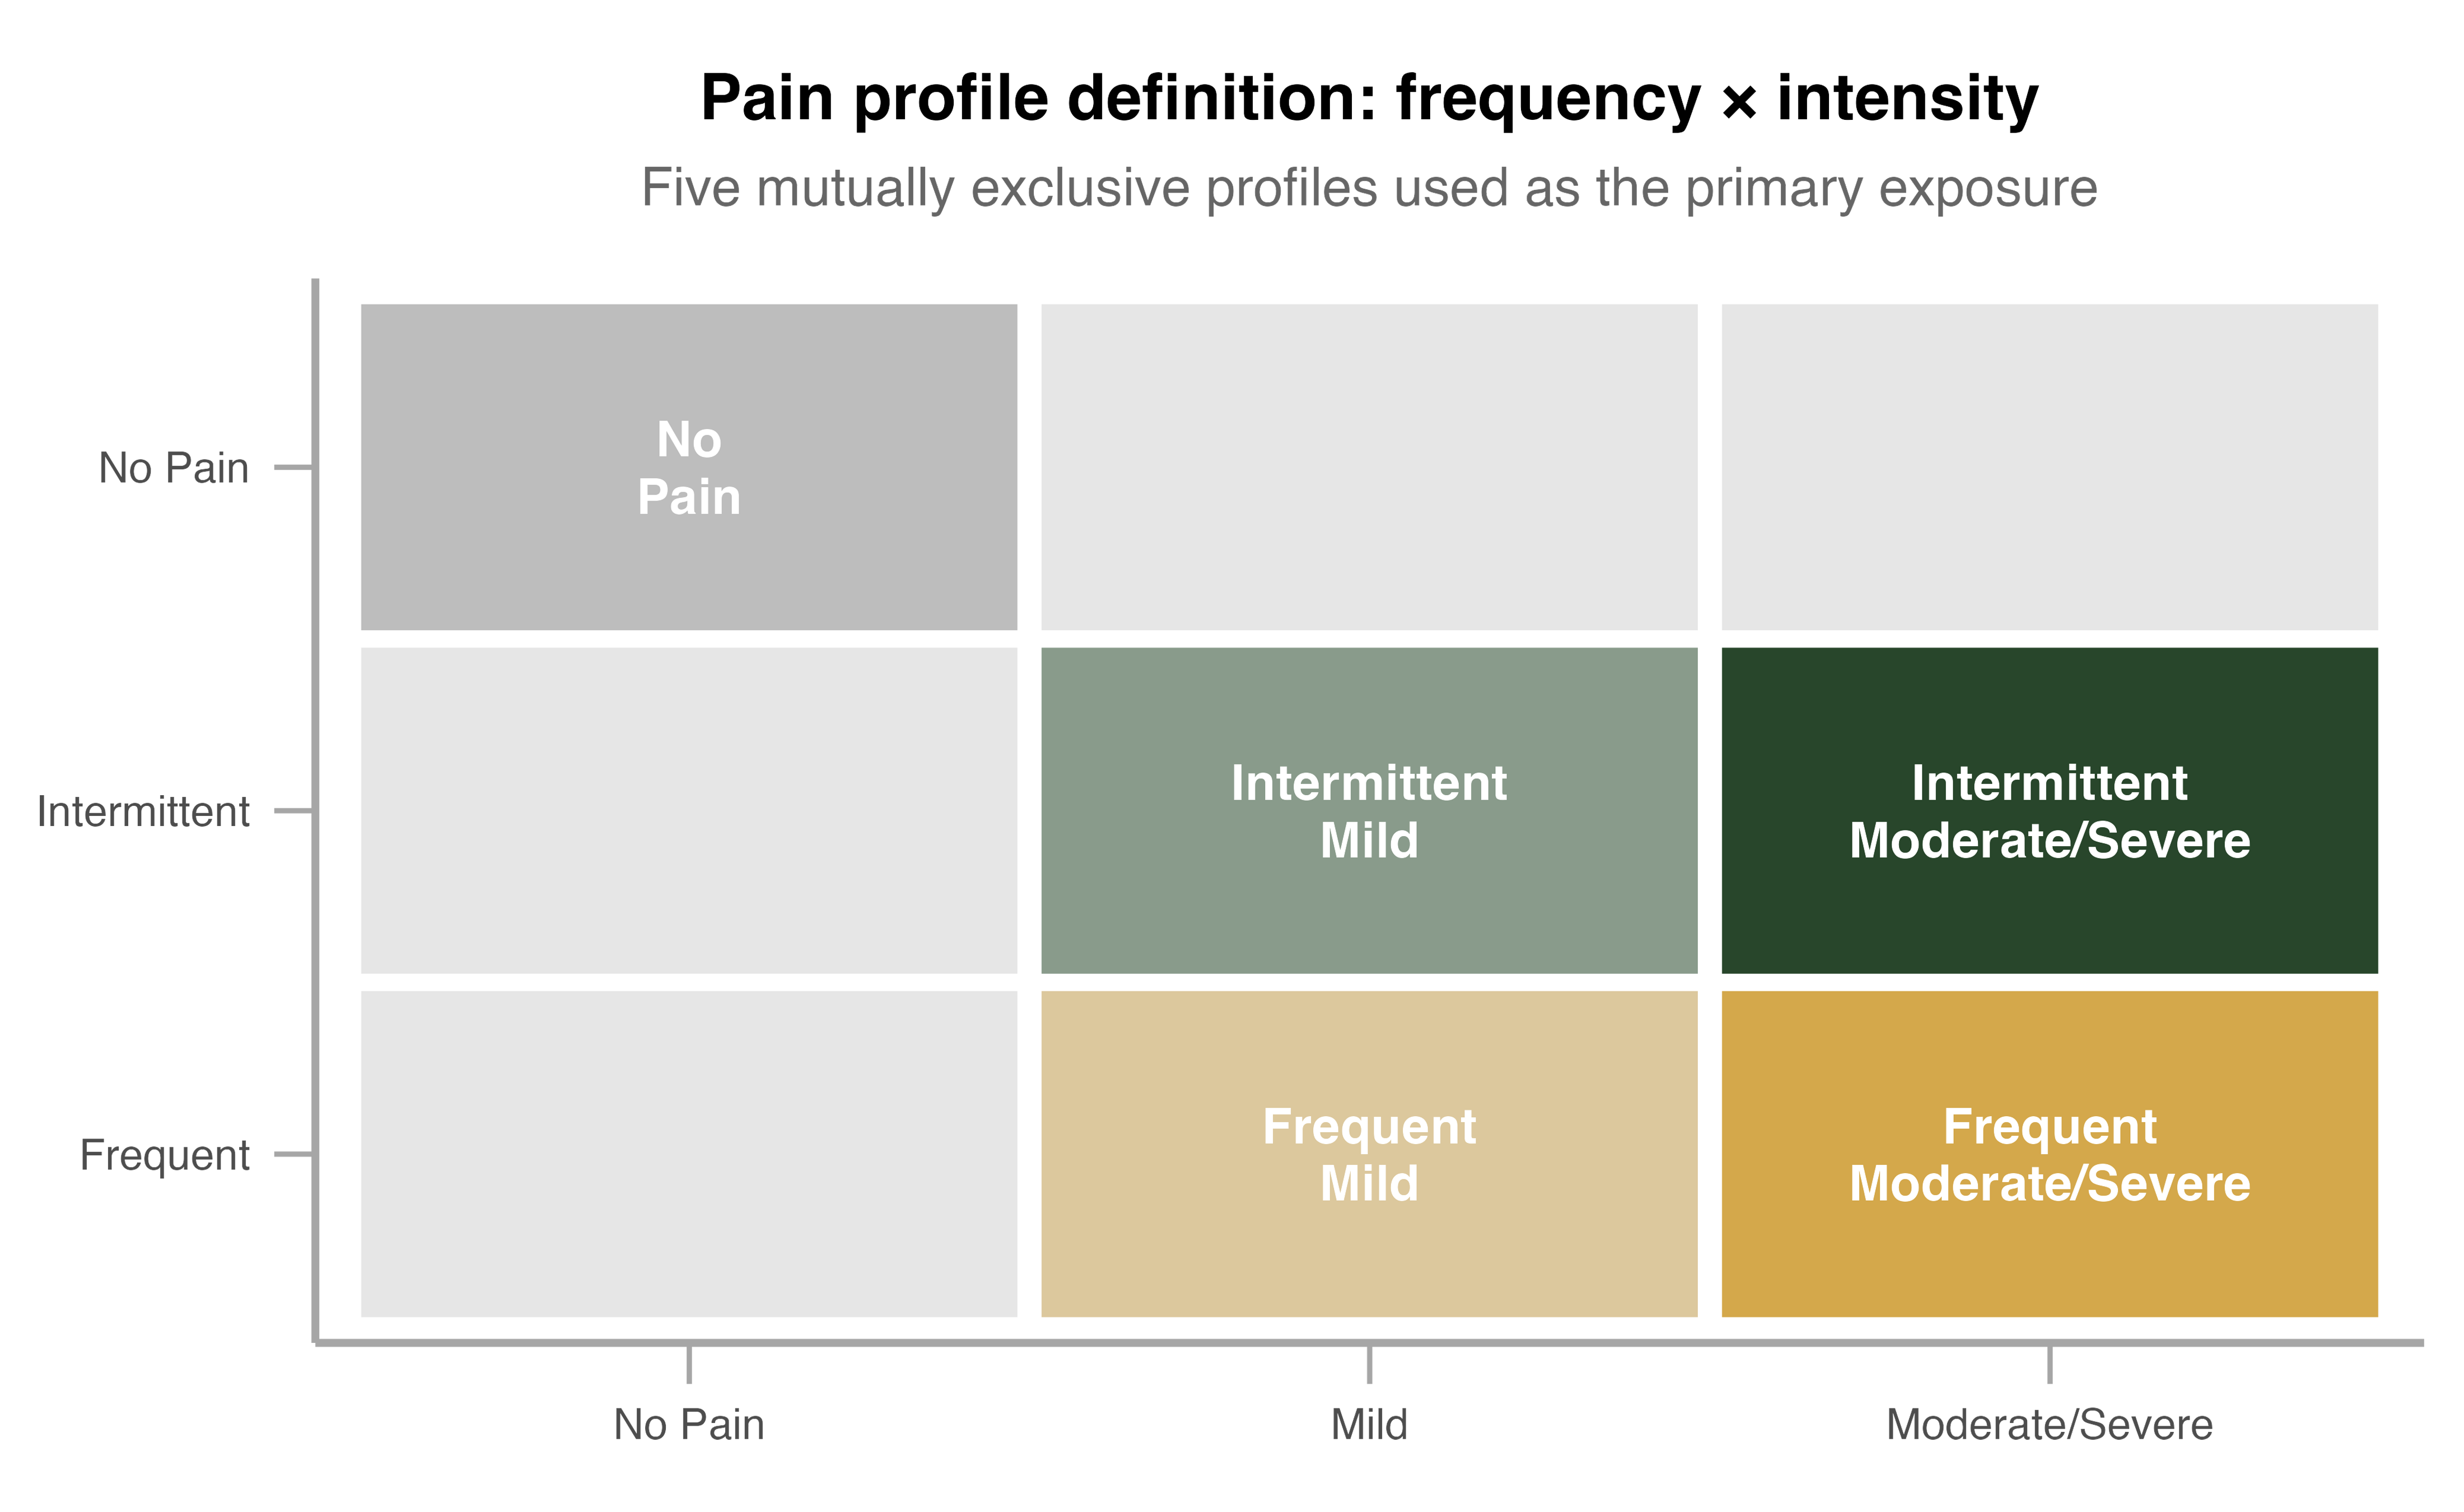 Pain profile definition: frequency × intensity
Five mutually exclusive profiles used as the primary exposure
No Pain
No
Pain
Intermittent
Intermittent
Mild
Intermittent
Moderate/Severe
Frequent
Frequent
Mild
Frequent
Moderate/Severe
No Pain
Mild
Moderate/Severe